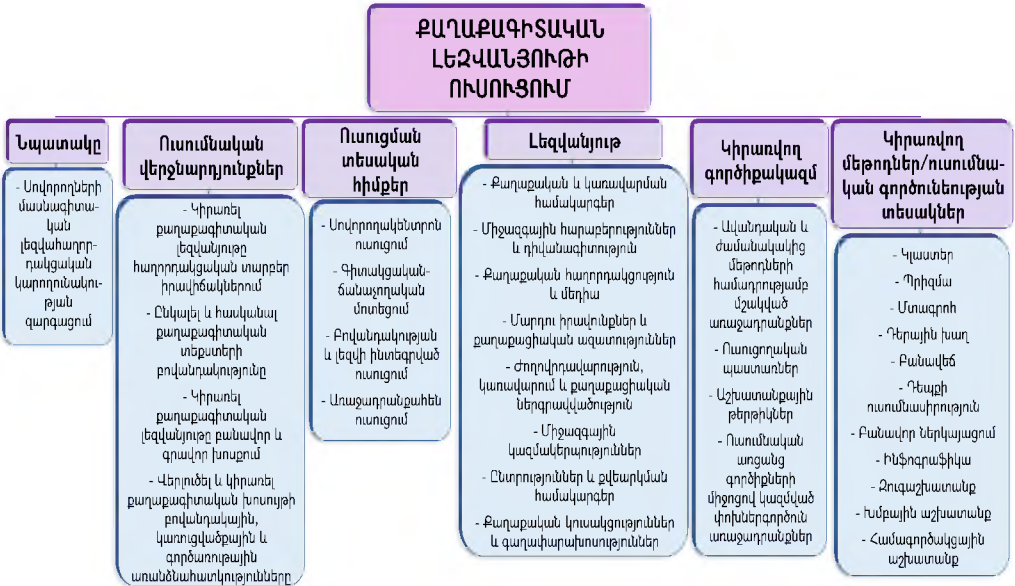 ՔԱՂԱՔԱԳԻՏԱԿԱՆ
ԼԵԶՎԱՆՅՈՒԹԻ
ՈՒՍՈՒՑՈՒՄ
Նպատակը
- Սովորողների
մասնագիտա-
կան
լեզվահաղոր-
դակցական
կարողունակու-
թյան
զարգացում
Ուսումնական
վերջնարդյունքներ
- Կիրառել
քաղաքագիտական
լեզվանյութը
հաղորդակցական տարբեր
իրավիճակներում
- Ընկալել և հասկանալ
քաղաքագիտական
տեքստերի
բովանդակությունը
- Կիրառել
քաղաքագիտական
լեզվանյութը բանավոր և
գրավոր խոսքում
- Վերլուծել և կիրառել
քաղաքագիտական խոսույթի
բովանդակային,
կառուցվածքային և
գործառութային
առանձնահատկությունները
Ուսուցման
տեսական
հիմքեր
- Սովորողակենտրոն
ուսուցում
- Գիտակցական-
ճանաչողական
մոտեցում
- Բովանդակության
և լեզվի ինտեգրված
ուսուցում
- Առաջադրանքահեն
ուսուցում
Լեզվանյութ
- Քաղաքական և կառավարման
համակարգեր
- Միջազգային հարաբերություններ
և դիվանագիտություն
- Քաղաքական հաղորդակցություն
և մեդիա
- Մարդու իրավունքներ և
քաղաքացիական ազատություններ
- Ժողովրդավարություն,
կառավարում և քաղաքացիական
ներգրավվածություն
- Միջազգային
կազմակերպություններ
- Ընտրություններ և քվեարկման
համակարգեր
- Քաղաքական կուսակցություններ
և գաղափարախոսություններ
Կիրառվող
գործիքակազմ
- Ավանդական և
ժամանակակից
մեթոդների
համադրությամբ
մշակված
առաջադրանքներ
- Ուսուցողական
պաստառներ
- Աշխատանքային
թերթիկներ
- Ուսումնական
առցանց
գործիքների
միջոցով կազմված
փոխներգործուն
առաջադրանքներ
Կիրառվող
մեթոդներ/ուսումնա-
կան գործունեության
տեսակներ
- Կլաստեր
- Պրիզմա
- Մտագրոհ
- Դերային խաղ
- Բանավեճ
- Դեպքի
ուսումնասիրություն
- Բանավոր ներկայացում
- Ինֆոգրաֆիկա
- Զուգաշխատանք
- Խմբային աշխատանք
- Համագործակցային
աշխատանք